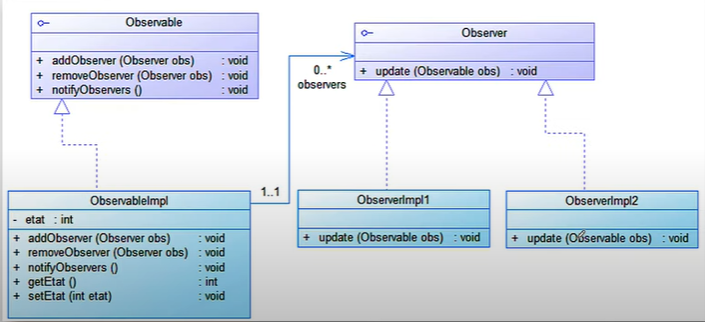 Observable
+ addObserver (Observer obs) : void
+ removeObserver (Observer obs) : void
+ notifyObservers () : void
Observer
+ update (Observable obs) : void
0..*
observers
1..1
ObservableImpl
- etat : int
+ addObserver (Observer obs) : void
+ removeObserver (Observer obs) : void
+ notifyObservers () : void
+ getEtat () : int
+ setEtat (int etat) : void
ObserverImpl1
+ update (Observable obs) : void
ObserverImpl2
+ update (Observable obs) : void